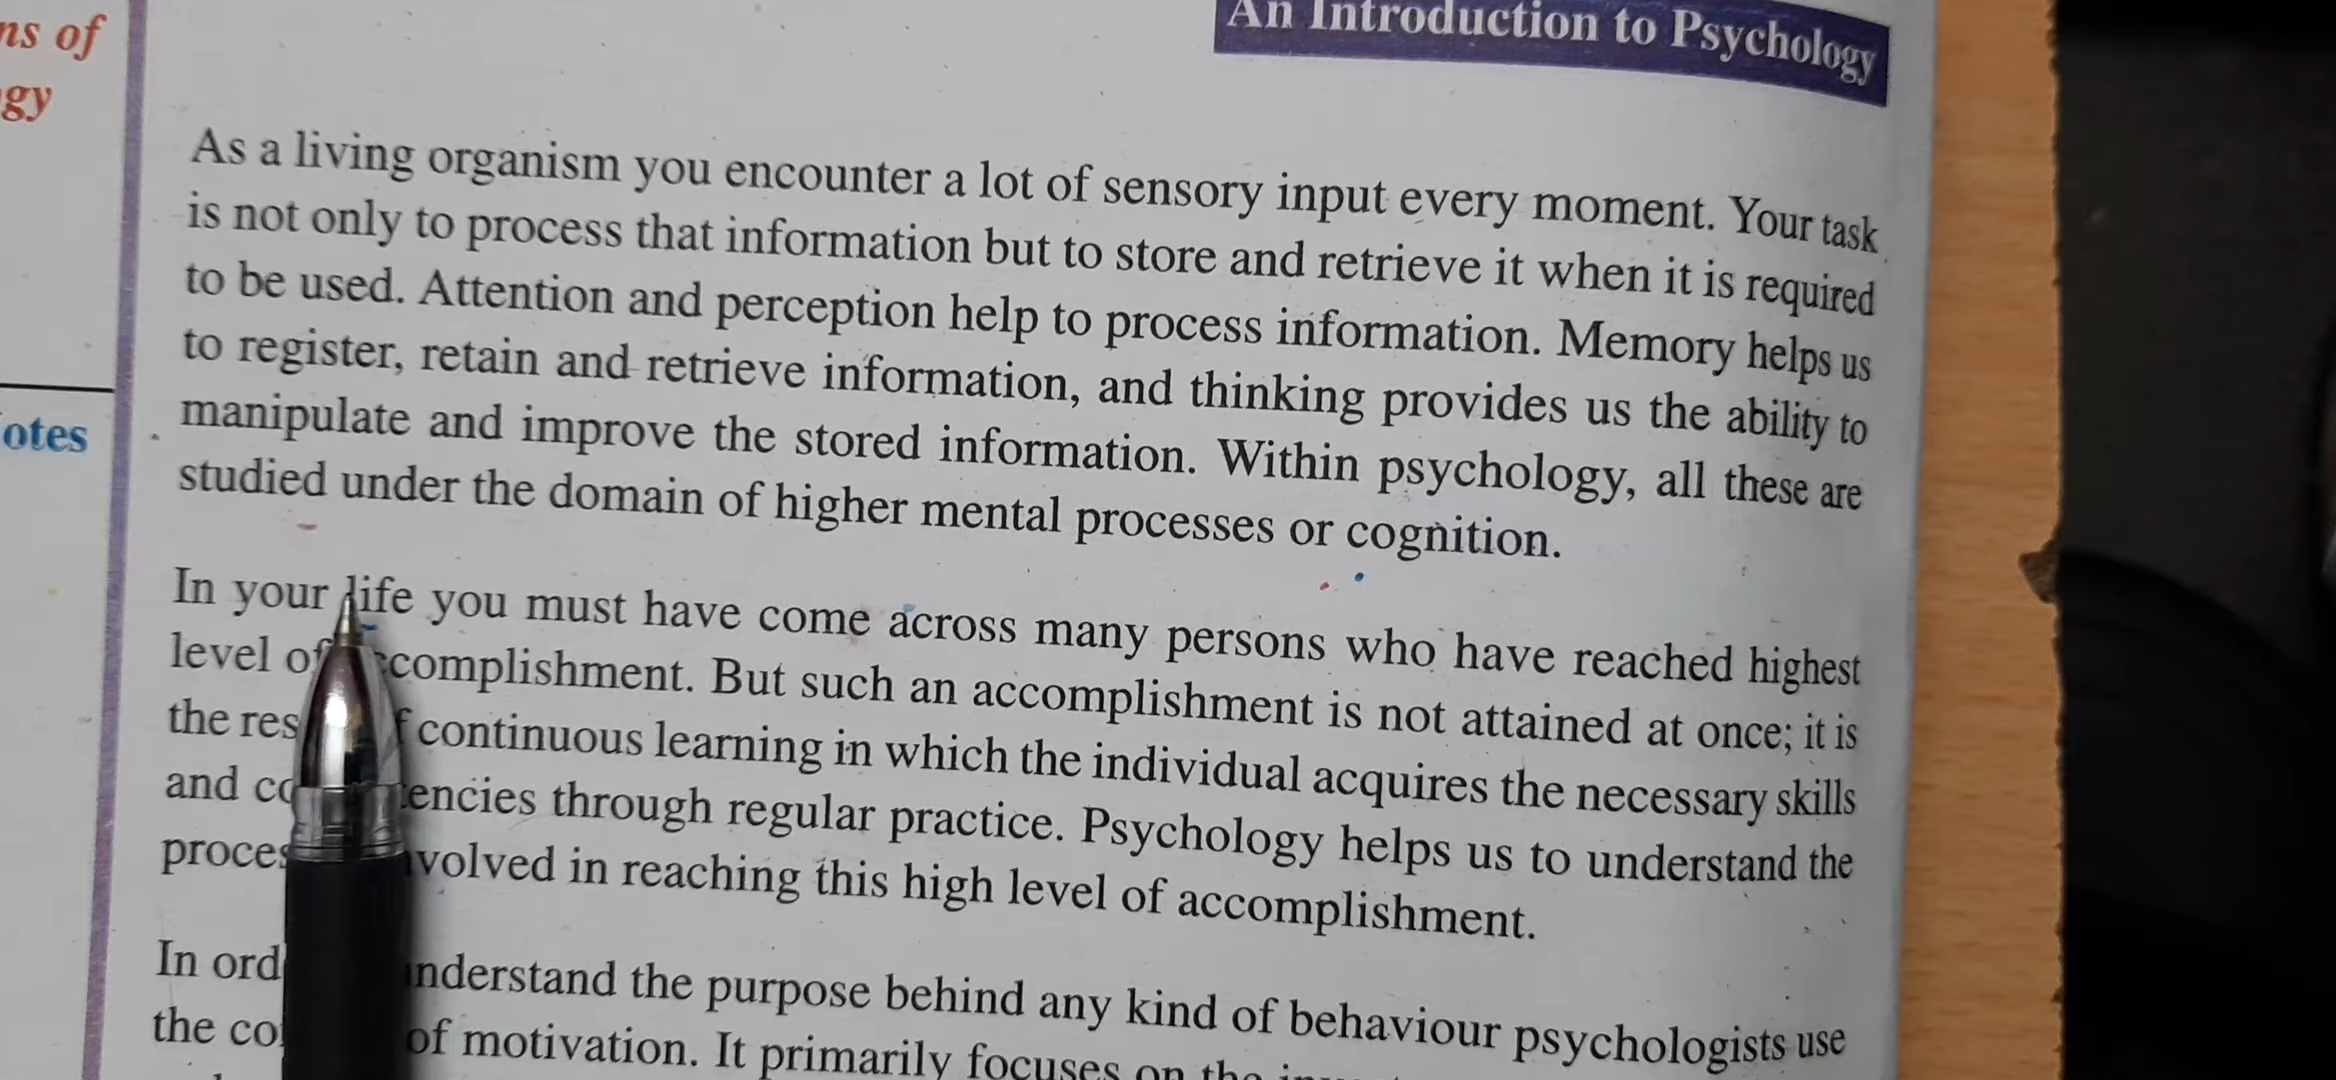 An Introduction to Psychology
ns of
gy
otes
As a living organism you encounter a lot of sensory input every moment. Your task
is not only to process that information but to store and retrieve it when it is required
to be used. Attention and perception help to process information. Memory helps us
to register, retain and retrieve information, and thinking provides us the ability to
manipulate and improve the stored information. Within psychology, all these are
studied under the domain of higher mental processes or cognition.
In your life you must have come across many persons who have reached highest
level of accomplishment. But such an accomplishment is not attained at once; it is
the res continuous learning in which the individual acquires the necessary skills
and co encies through regular practice. Psychology helps us to understand the
proces volved in reaching this high level of accomplishment.
In ord nderstand the purpose behind any kind of behaviour psychologists use
the co of motivation. It primarily focuses on the